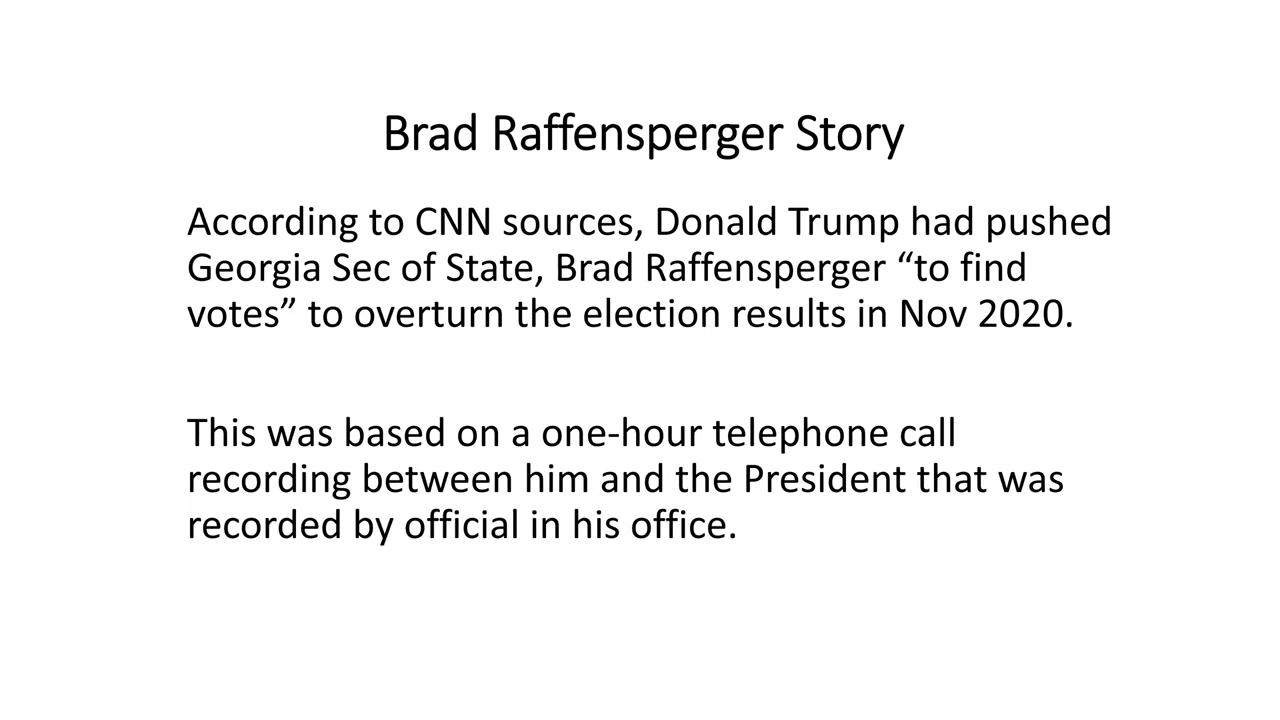 Brad Raffensperger Story
According to CNN sources, Donald Trump had pushed
Georgia Sec of State, Brad Raffensperger “to find
votes” to overturn the election results in Nov 2020.
This was based on a one-hour telephone call
recording between him and the President that was
recorded by official in his office.